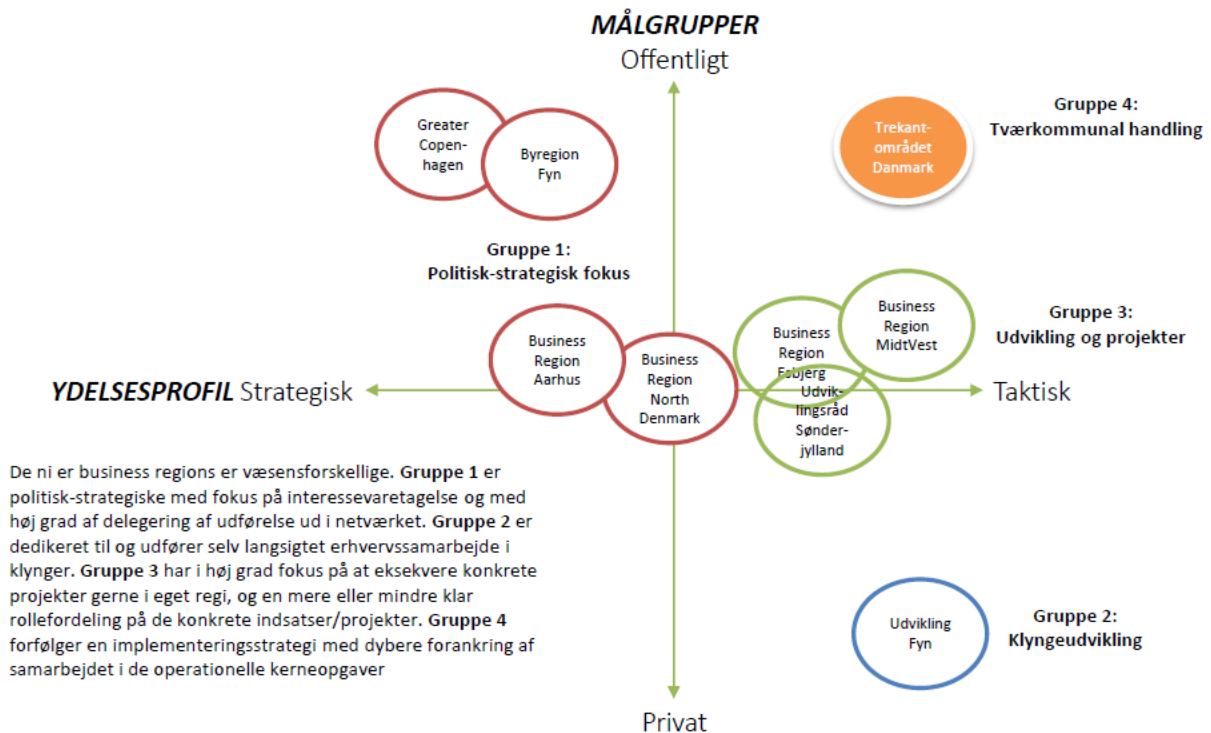 MÅLGRUPPER
Offentligt
Greater
Copen-
hagen
Byregion
Fyn
Trekant-
området
Danmark
Gruppe 4:
Tværkommunal handling
Gruppe 1:
Politisk-strategisk fokus
Business
Region
Aarhus
Business
Region
North
Denmark
Business
Region
Esbjerg
Udvik-
lingsråd
Sønder-
jylland
Business
Region
MidtVest
Gruppe 3:
Udvikling og projekter
YDELSESPROFIL Strategisk
Taktisk
De ni er business regions er væsensforskellige. Gruppe 1 er
politisk-strategiske med fokus på interessevaretagelse og med
høj grad af delegering af udførelse ud i netværket. Gruppe 2 er
dedikeret til og udfører selv langsigtet erhvervssamarbejde i
klynger. Gruppe 3 har i høj grad fokus på at eksekvere konkrete
projekter gerne i eget regi, og en mere eller mindre klar
rollefordeling på de konkrete indsatser/projekter. Gruppe 4
forfølger en implementeringsstrategi med dybere forankring af
samarbejdet i de operationelle kerneopgaver
Udvikling
Fyn
Gruppe 2:
Klyngeudvikling
Privat